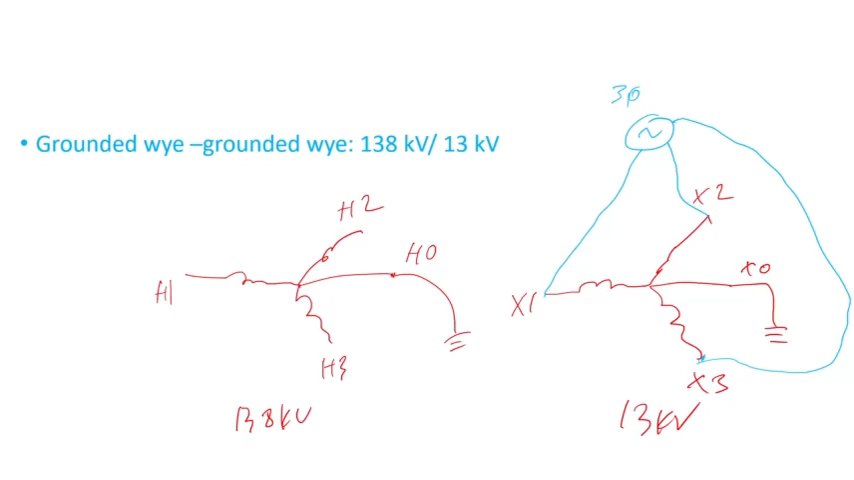 3φ
• Grounded wye –grounded wye: 138 kV/ 13 kV
H2
X2
H0
X0
H1
X1
H3
X3
138kV
13kV